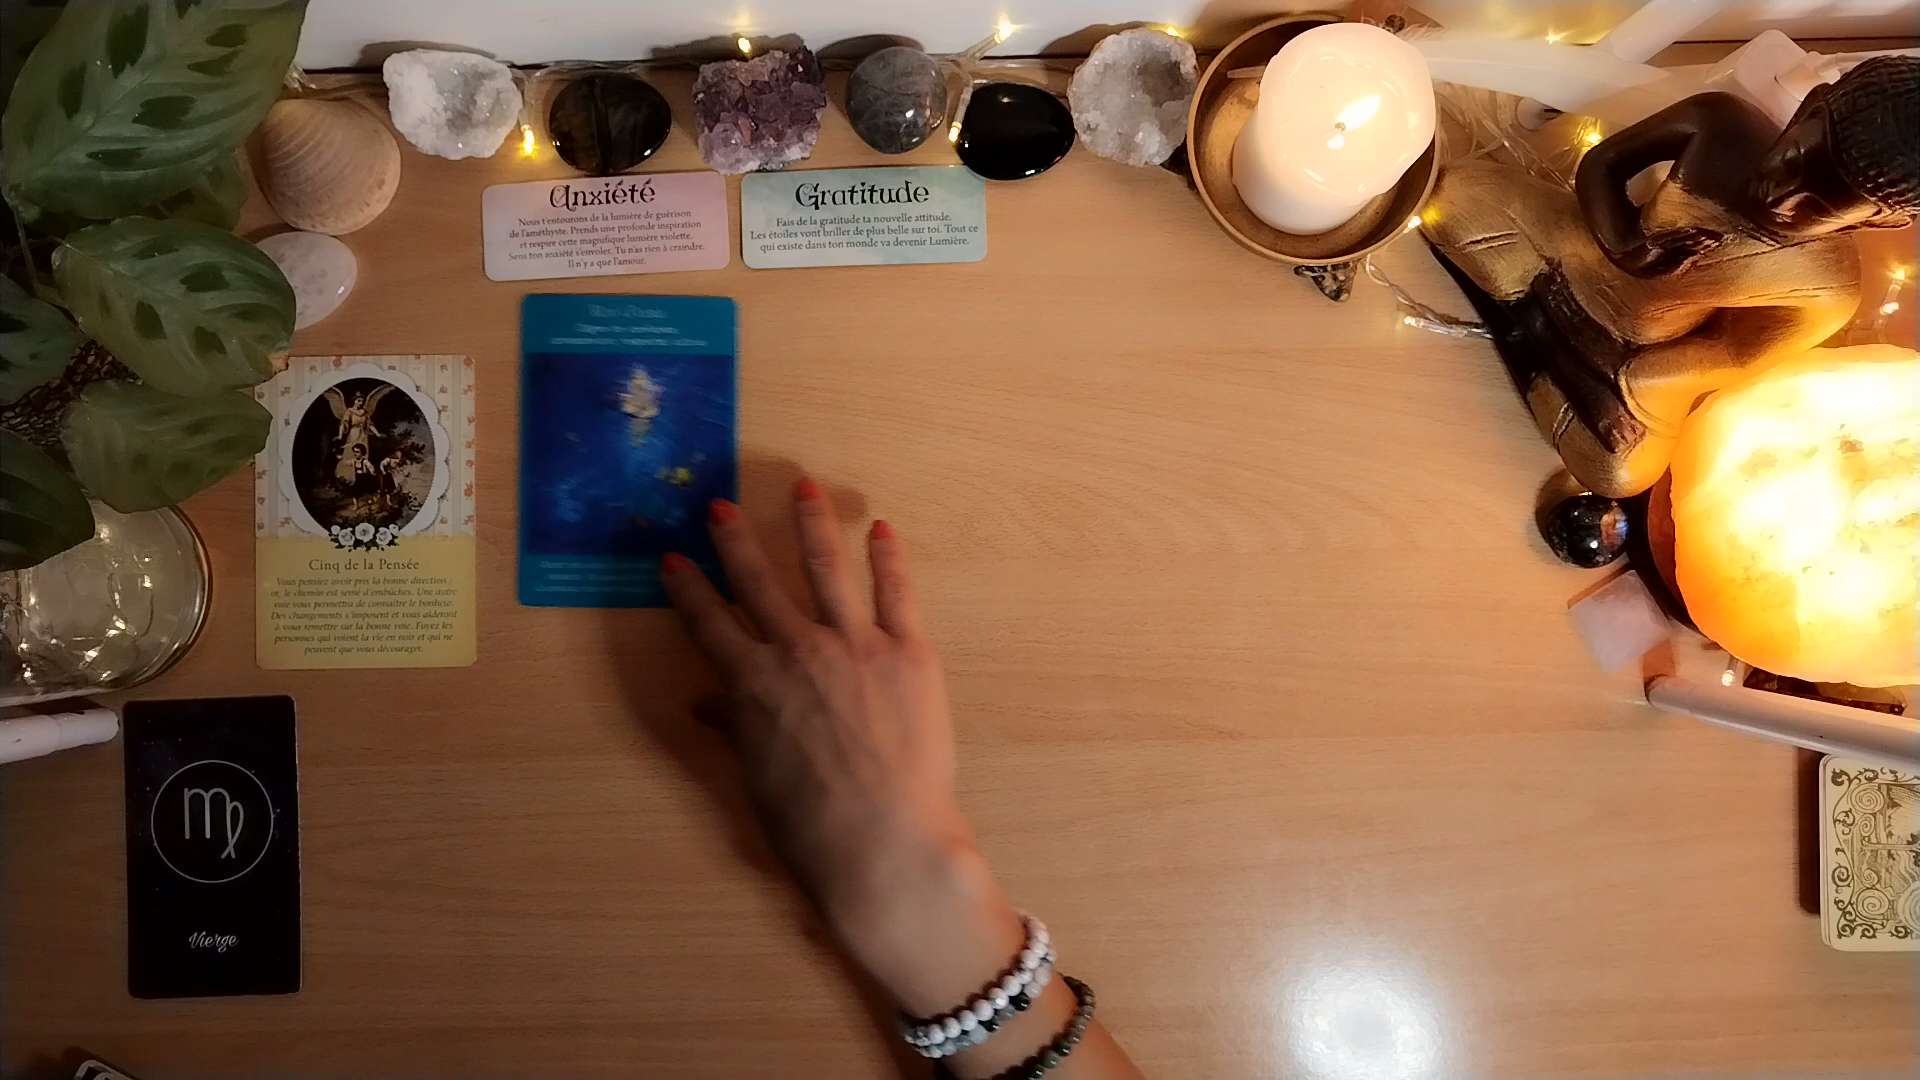 Anxiété
Nous t'entourons de la lumière de guérison
de l'améthyste. Prends une profonde inspiration
et respire cette magnifique lumière violette.
Sens ton anxiété s'envoler. Tu n'as rien à craindre.
Il n'y a que l'amour.
Gratitude
Fais de la gratitude ta nouvelle attitude.
Les étoiles vont briller de plus belle sur toi. Tout ce
qui existe dans ton monde va devenir Lumière.
Cinq de la Pensée
Vous pensiez avoir pris la bonne direction :
or, le chemin est semé d'embûches. Une autre
voie vous permettra de connaître le bonheur.
Des changements s'imposent et vous aideront
à vous remettre sur la bonne voie. Fuyez les
personnes qui voient la vie en noir et qui ne
peuvent que vous décourager.
Vierge